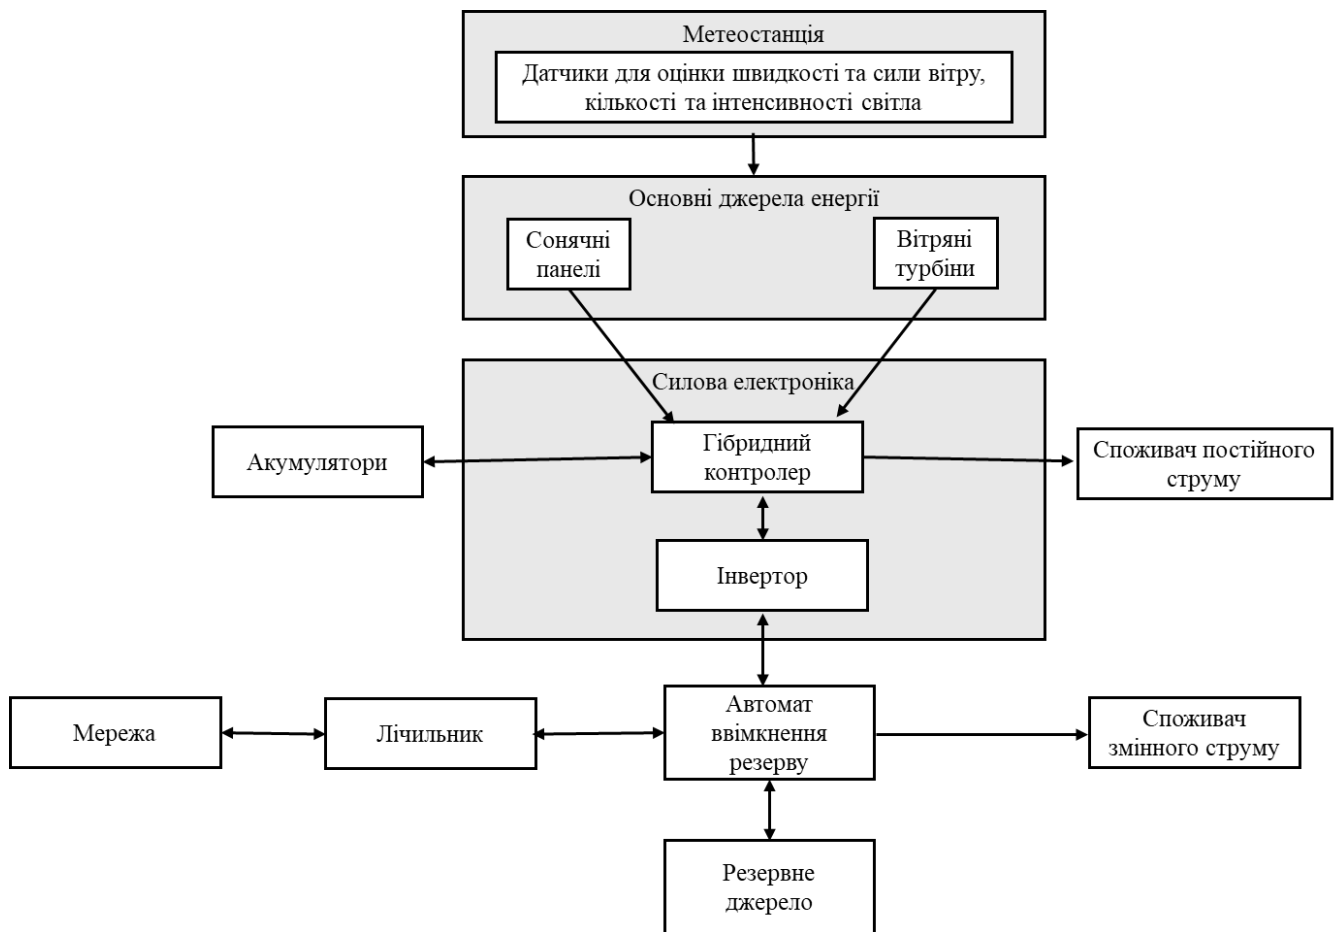 Метеостанція
Датчики для оцінки швидкості та сили вітру,
кількості та інтенсивності світла
Основні джерела енергії
Сонячні
панелі
Вітряні
турбіни
Силова електроніка
Акумулятори
Гібридний
контролер
Споживач постійного
струму
Інвертор
Мережа
Лічильник
Автомат
ввімкнення
резерву
Споживач
змінного струму
Резервне
джерело